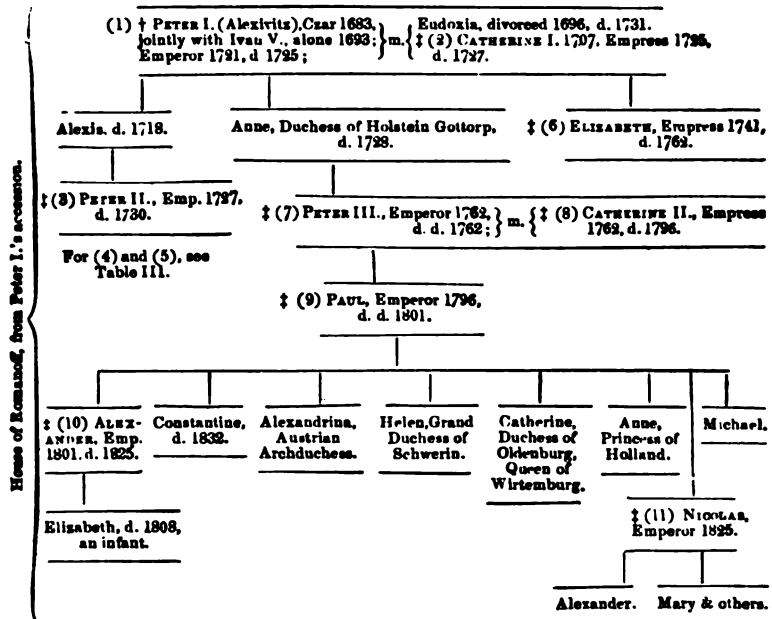 House of Romanoff, from Peter I.'s accession.
(1) † PETER I. (Alexivitz), Czar 1683,
jointly with Ivan V., alone 1693;
Emperor 1721, d 1725;
m.
Eudoxia, divoreed 1696, d. 1731.
‡ (2) CATHERINE I. 1707. Empress 1725,
d. 1727.
Alexis. d. 1718.
Anne, Duchess of Holstein Gottorp,
d. 1728.
‡ (6) ELIZABETH, Empress 1741,
d. 1762.
‡ (3) PETER II., Emp. 1727,
d. 1730.
‡ (7) PETER III., Emperor 1762,
d. d. 1762;
m.
‡ (8) CATHERINE II., Empress
1762, d. 1796.
For (4) and (5), see
Table III.
‡ (9) PAUL, Emperor 1796,
d. d. 1801.
‡ (10) ALEX-
ANDER, Emp.
1801. d. 1825.
Constantine,
d. 1832.
Alexandrina,
Austrian
Archduchess.
Helen, Grand
Duchess of
Schwerin.
Catherine,
Duchess of
Oldenburg,
Queen of
Wirtemburg.
Anne,
Princess of
Holland.
Michael.
Elizabeth, d. 1808,
an infant.
‡ (11) NICOLAS,
Emperor 1825.
Alexander.
Mary & others.